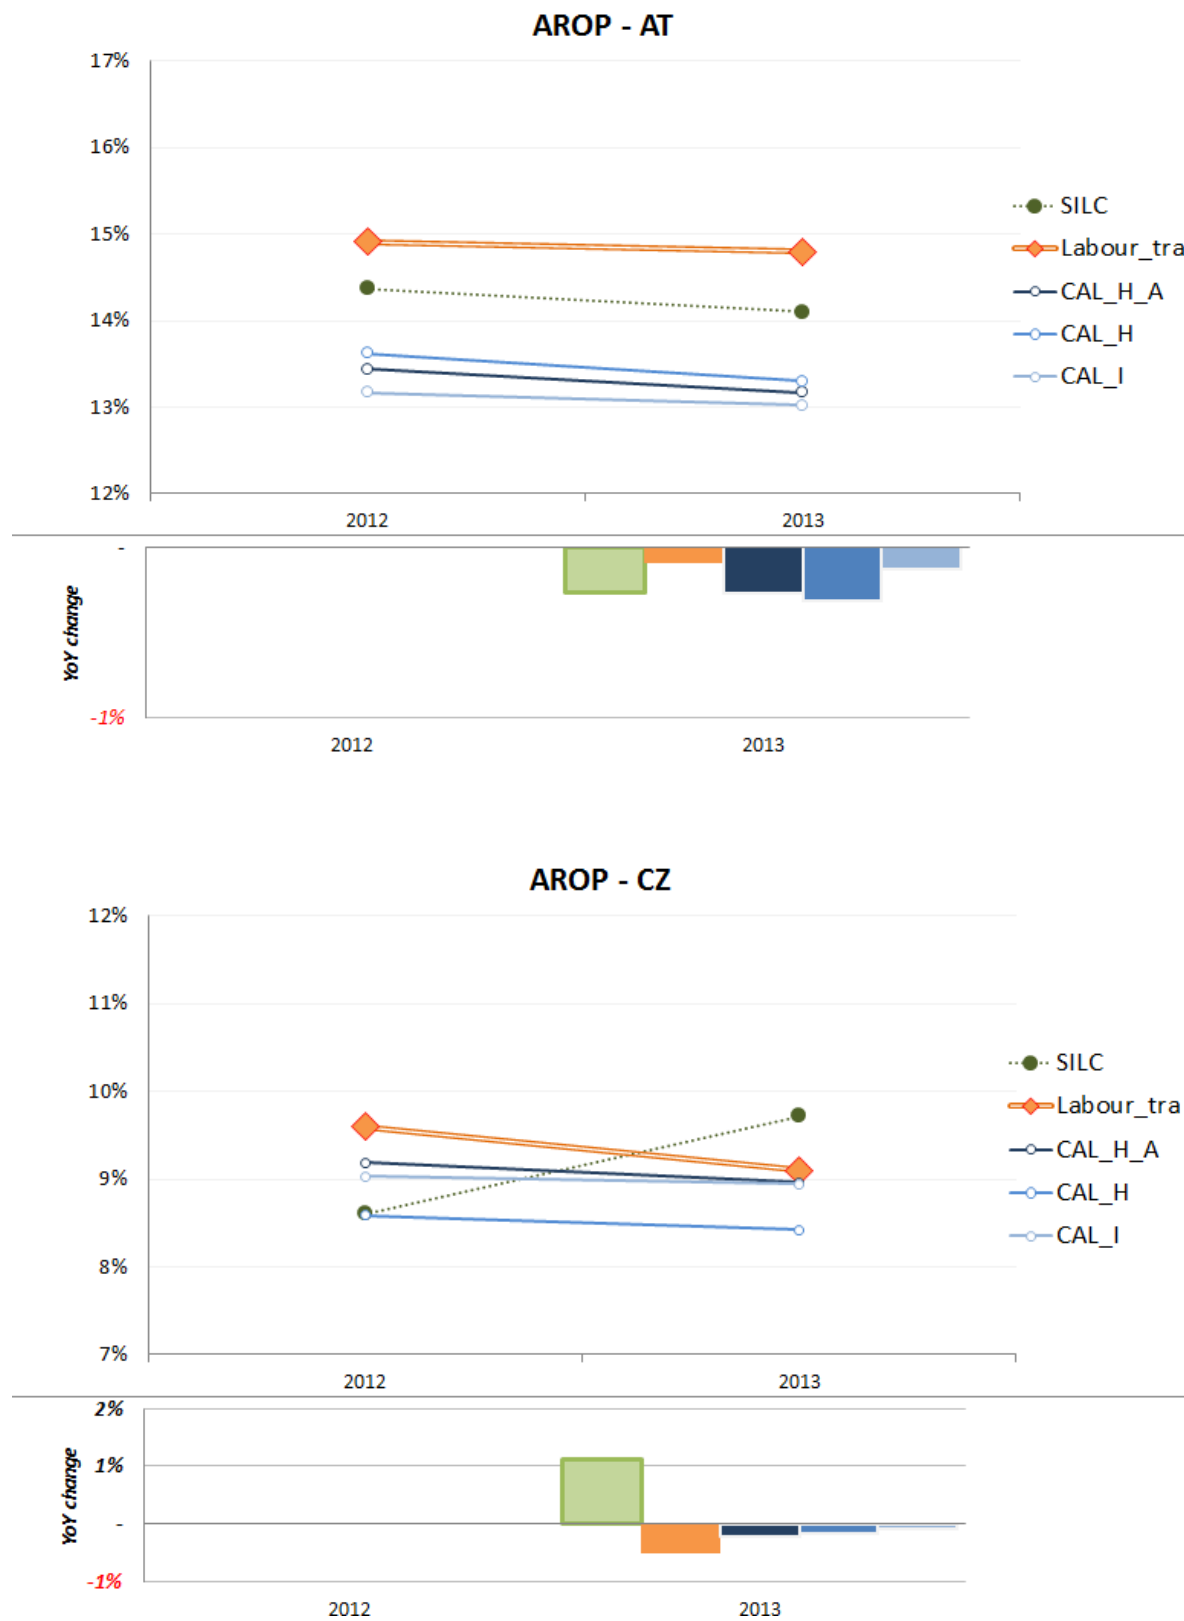 AROP - AT
17%
16%
15%
14%
13%
12%
2012 2013
SILC
Labour_tra
CAL_H_A
CAL_H
CAL_I
-
YoY change
-1%
2012 2013
AROP - CZ
12%
11%
10%
9%
8%
7%
2012 2013
SILC
Labour_tra
CAL_H_A
CAL_H
CAL_I
2%
1%
-
YoY change
-1%
2012 2013